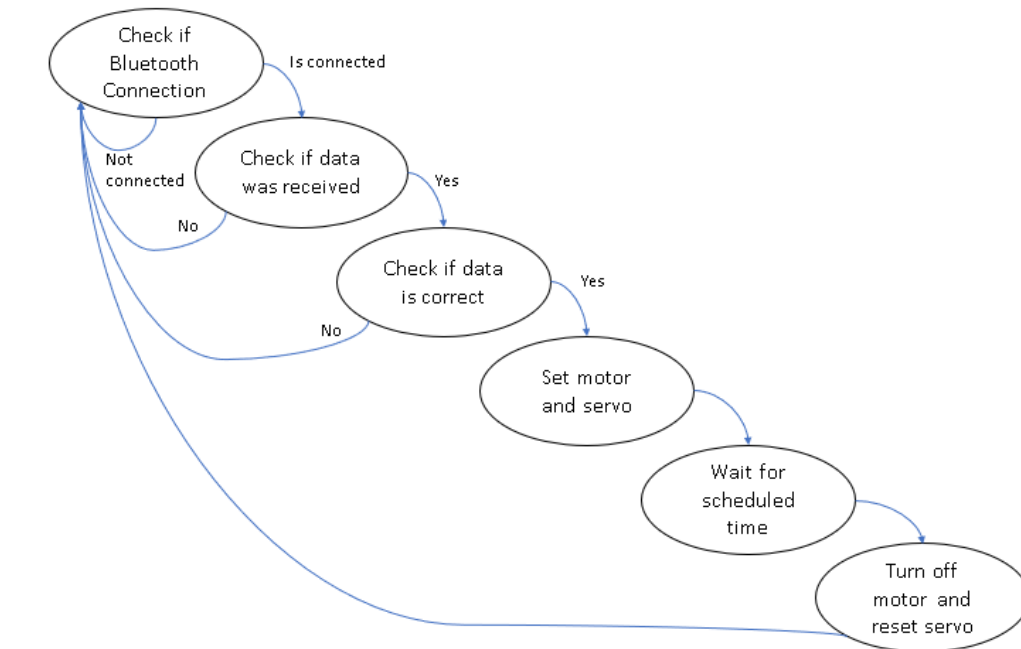 Check if
Bluetooth
Connection
Is connected
Not
connected
Check if data
was received
Yes
No
Check if data
is correct
Yes
No
Set motor
and servo
Wait for
scheduled
time
Turn off
motor and
reset servo